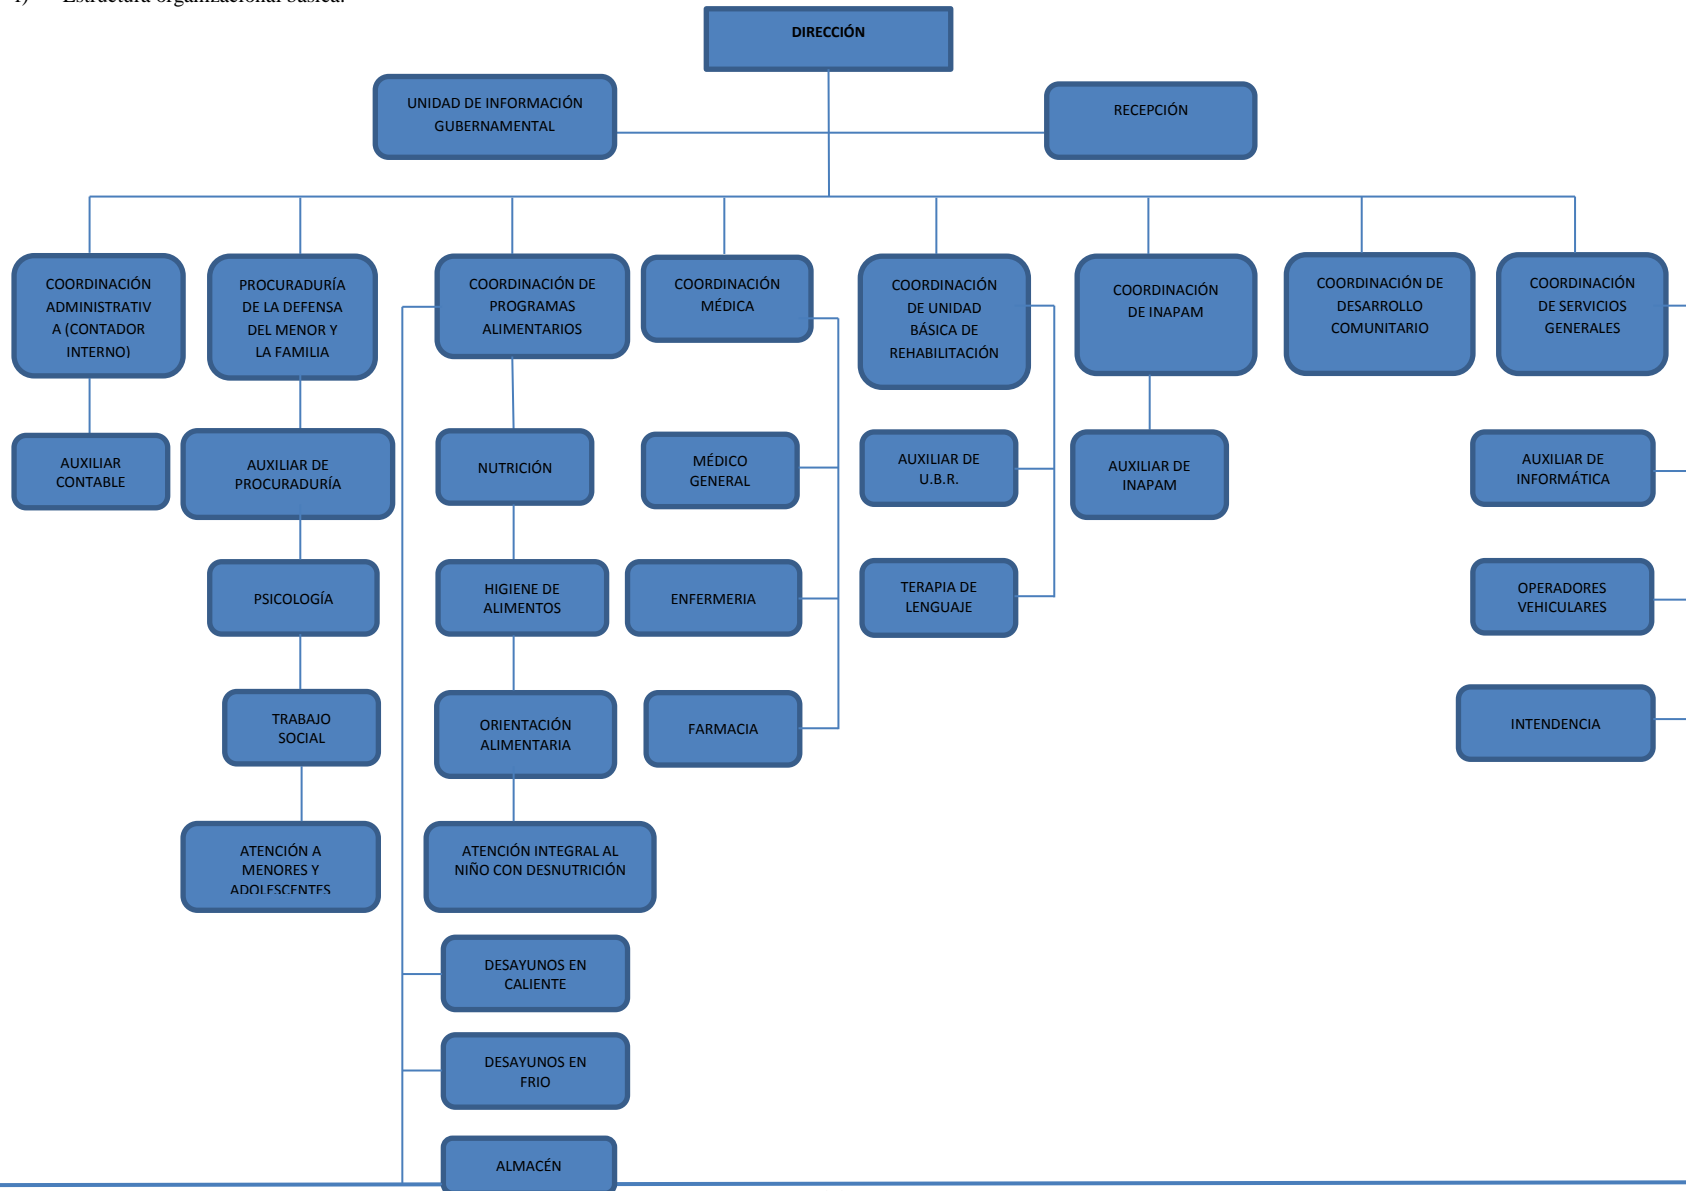 Estructura organizacional básica.
DIRECCIÓN
UNIDAD DE INFORMACIÓN
GUBERNAMENTAL
RECEPCIÓN
COORDINACIÓN
ADMINISTRATIV
A (CONTADOR
INTERNO)
PROCURADURÍA
DE LA DEFENSA
DEL MENOR Y
LA FAMILIA
COORDINACIÓN DE
PROGRAMAS
ALIMENTARIOS
COORDINACIÓN
MÉDICA
COORDINACIÓN
DE UNIDAD
BÁSICA DE
REHABILITACIÓN
COORDINACIÓN
DE INAPAM
COORDINACIÓN DE
DESARROLLO
COMUNITARIO
COORDINACIÓN
DE SERVICIOS
GENERALES
AUXILIAR
CONTABLE
AUXILIAR DE
PROCURADURÍA
NUTRICIÓN
MÉDICO
GENERAL
AUXILIAR DE
U.B.R.
AUXILIAR DE
INAPAM
AUXILIAR DE
INFORMÁTICA
PSICOLOGÍA
HIGIENE DE
ALIMENTOS
ENFERMERIA
TERAPIA DE
LENGUAJE
OPERADORES
VEHICULARES
TRABAJO
SOCIAL
ORIENTACIÓN
ALIMENTARIA
FARMACIA
INTENDENCIA
ATENCIÓN A
MENORES Y
ADOLESCENTES
ATENCIÓN INTEGRAL AL
NIÑO CON DESNUTRICIÓN
DESAYUNOS EN
CALIENTE
DESAYUNOS EN
FRIO
ALMACÉN